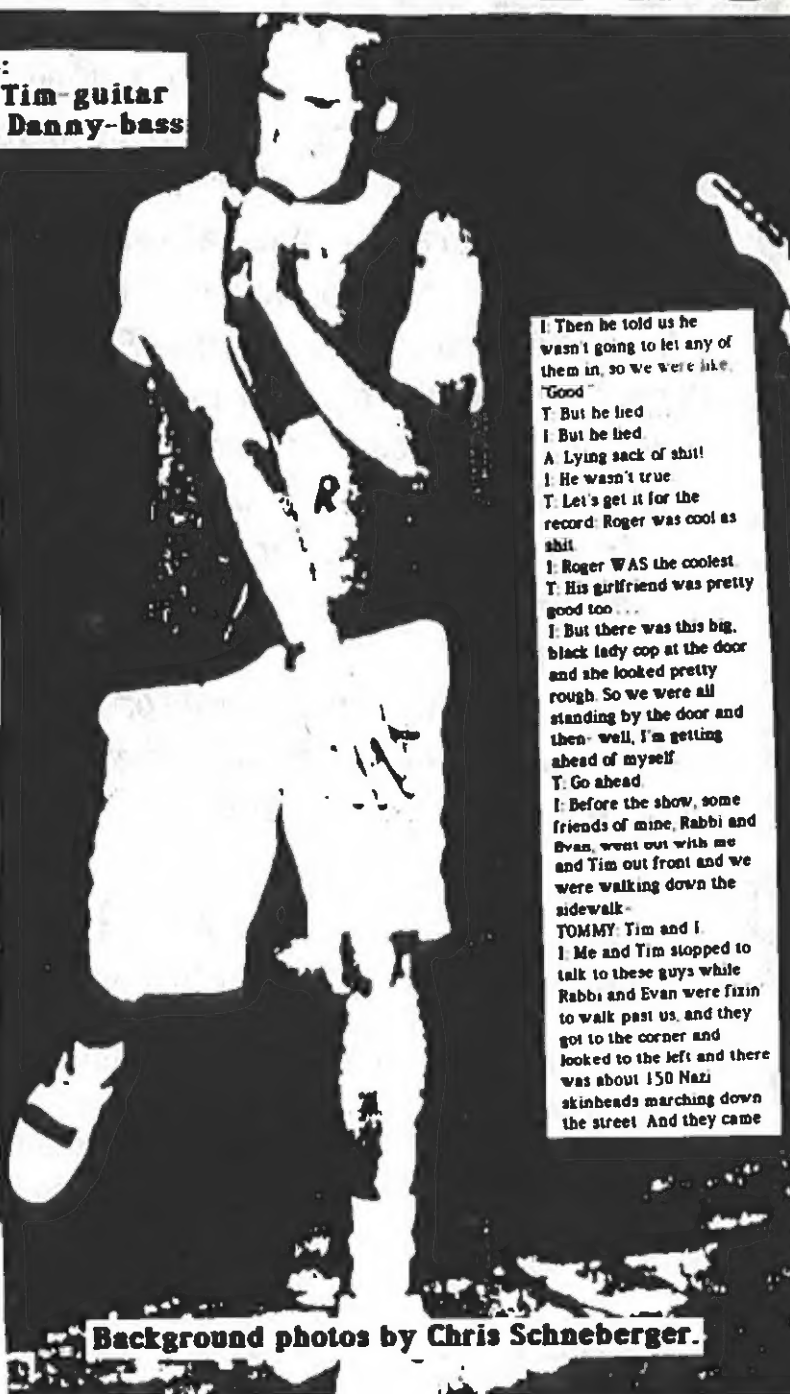 :
Tim-guitar
Danny-bass
R
I: Then he told us he
wasn't going to let any of
them in, so we were like,
"Good"
T: But he lied . . .
I: But he lied.
A: Lying sack of shit!
I: He wasn't true.
T: Let's get it for the
record: Roger was cool as
shit.
I: Roger WAS the coolest.
T: His girlfriend was pretty
good too . . .
I: But there was this big,
black lady cop at the door
and she looked pretty
rough. So we were all
standing by the door and
then- well, I'm getting
ahead of myself.
T: Go ahead.
I: Before the show, some
friends of mine, Rabbi and
Evan, went out with me
and Tim out front and we
were walking down the
sidewalk-
TOMMY: Tim and I.
I: Me and Tim stopped to
talk to these guys while
Rabbi and Evan were fixin'
to walk past us, and they
got to the corner and
looked to the left and there
was about 150 Nazi
skinheads marching down
the street. And they came
Background photos by Chris Schneberger.